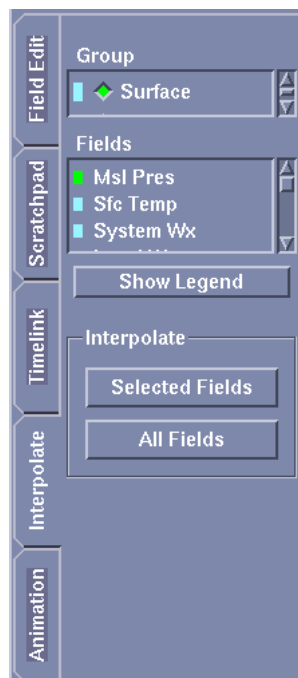 Field Edit
Scratchpad
Timelink
Interpolate
Animation
Group
Surface
Fields
Msl Pres
Sfc Temp
System Wx
Show Legend
Interpolate
Selected Fields
All Fields